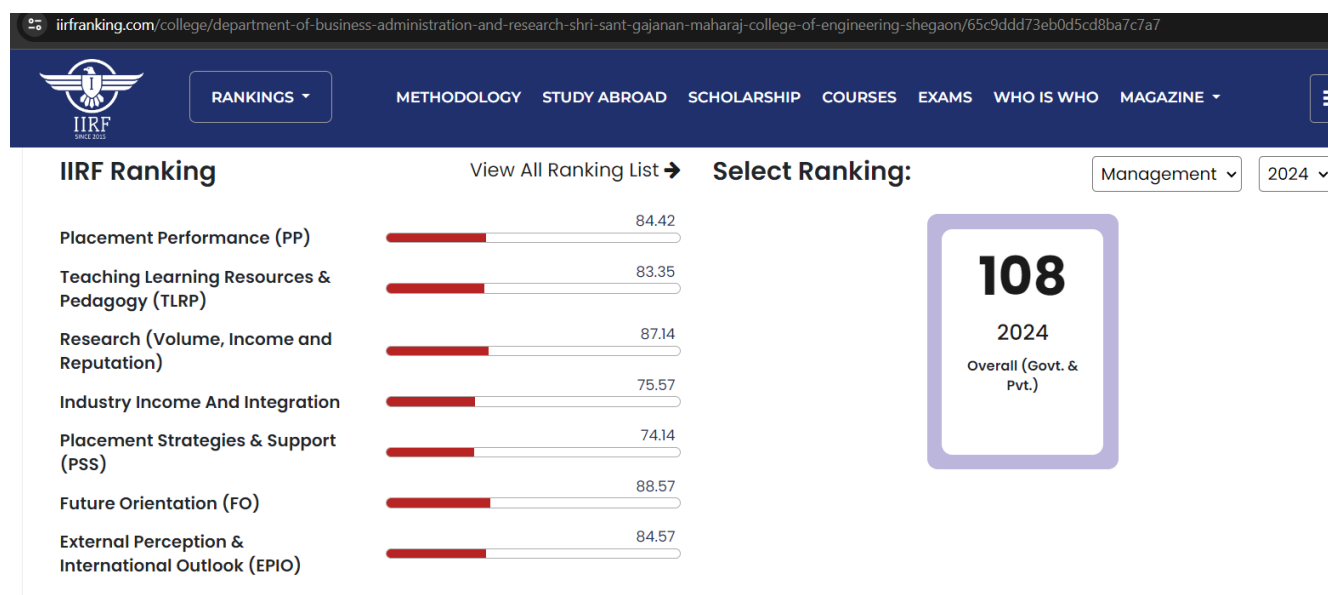 iirfranking.com/college/department-of-business-administration-and-research-shri-sant-gajanan-maharaj-college-of-engineering-shegaon/65c9ddd73eb0d5cd8ba7c7a7
I
IIRF
SINCE 2015
RANKINGS
METHODOLOGY STUDY ABROAD SCHOLARSHIP COURSES EXAMS WHO IS WHO MAGAZINE
IIRF Ranking
View All Ranking List
Placement Performance (PP)
84.42
Teaching Learning Resources &
Pedagogy (TLRP)
83.35
Research (Volume, Income and
Reputation)
87.14
Industry Income And Integration
75.57
Placement Strategies & Support
(PSS)
74.14
Future Orientation (FO)
88.57
External Perception &
International Outlook (EPIO)
84.57
Select Ranking:
Management
2024
108
2024
Overall (Govt. &
Pvt.)